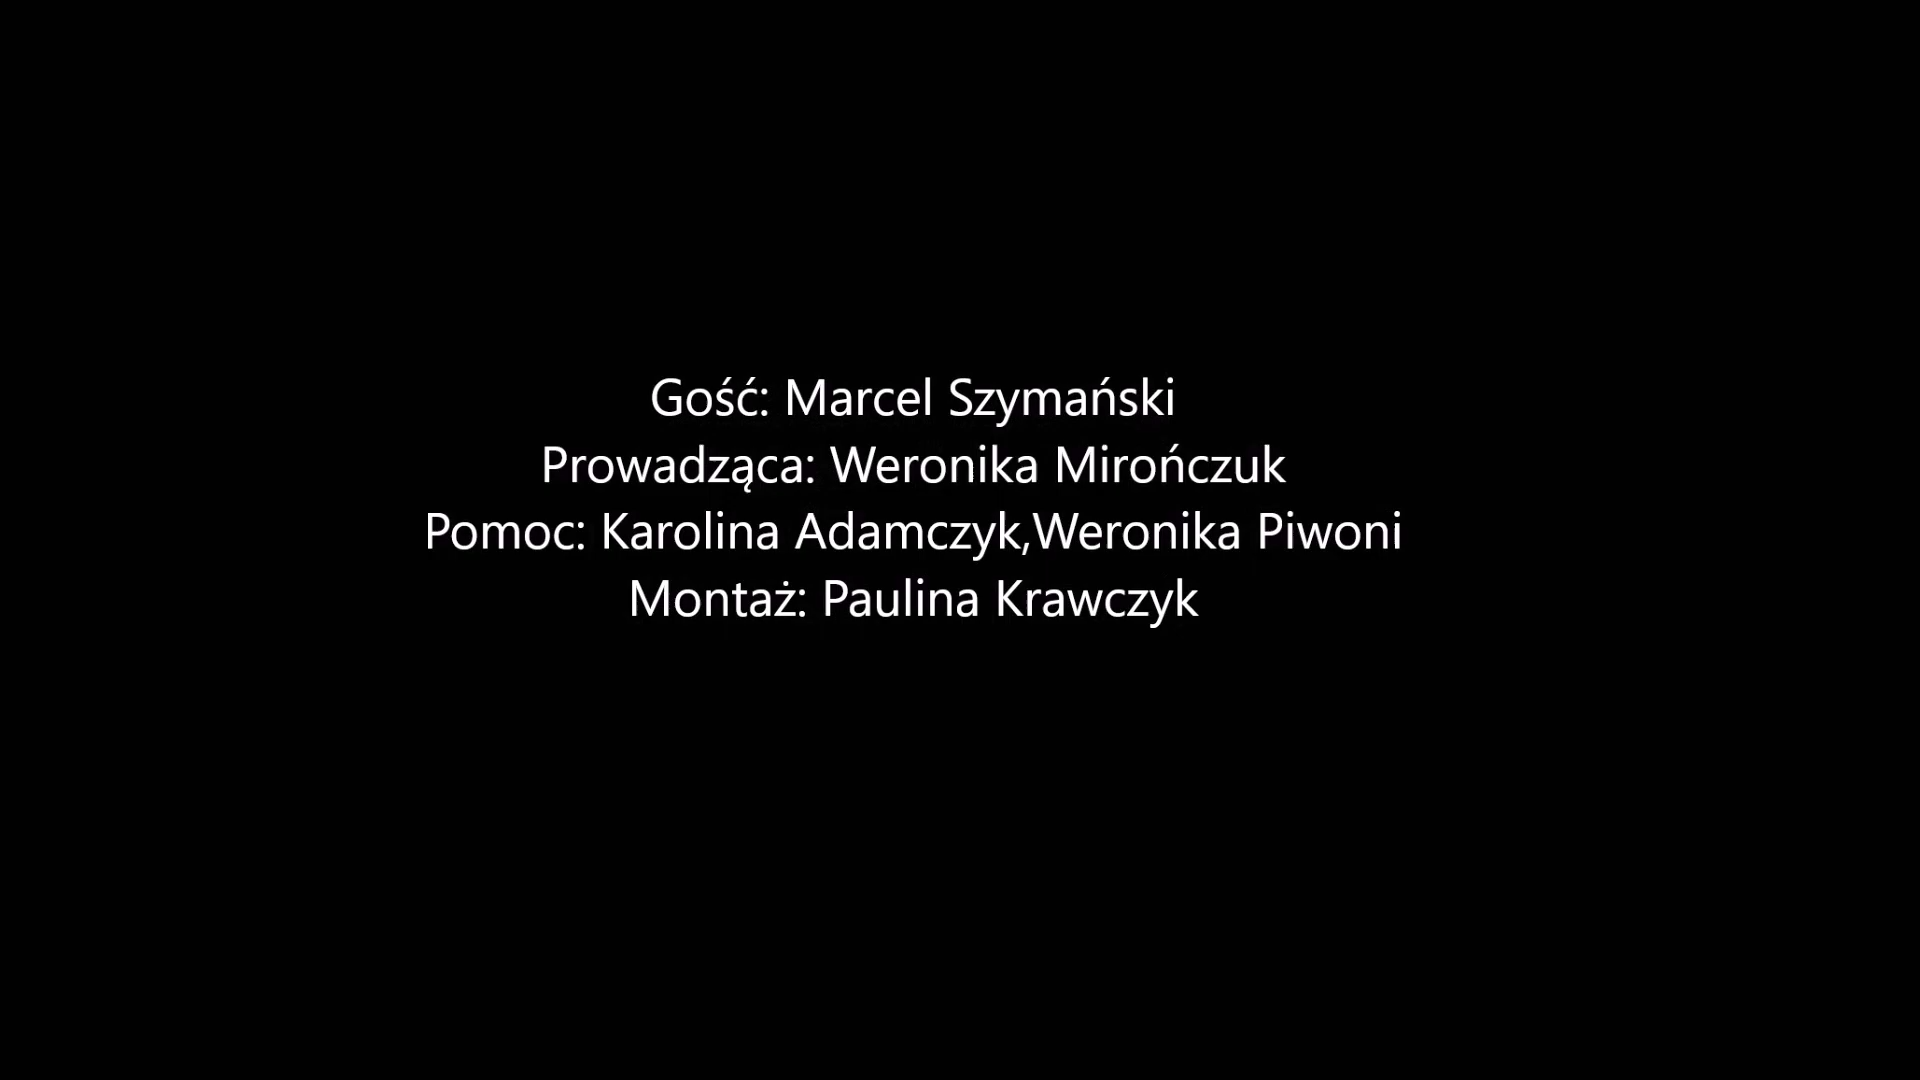 Gość: Marcel Szymański
Prowadząca: Weronika Mirończuk
Pomoc: Karolina Adamczyk,Weronika Piwoni
Montaż: Paulina Krawczyk